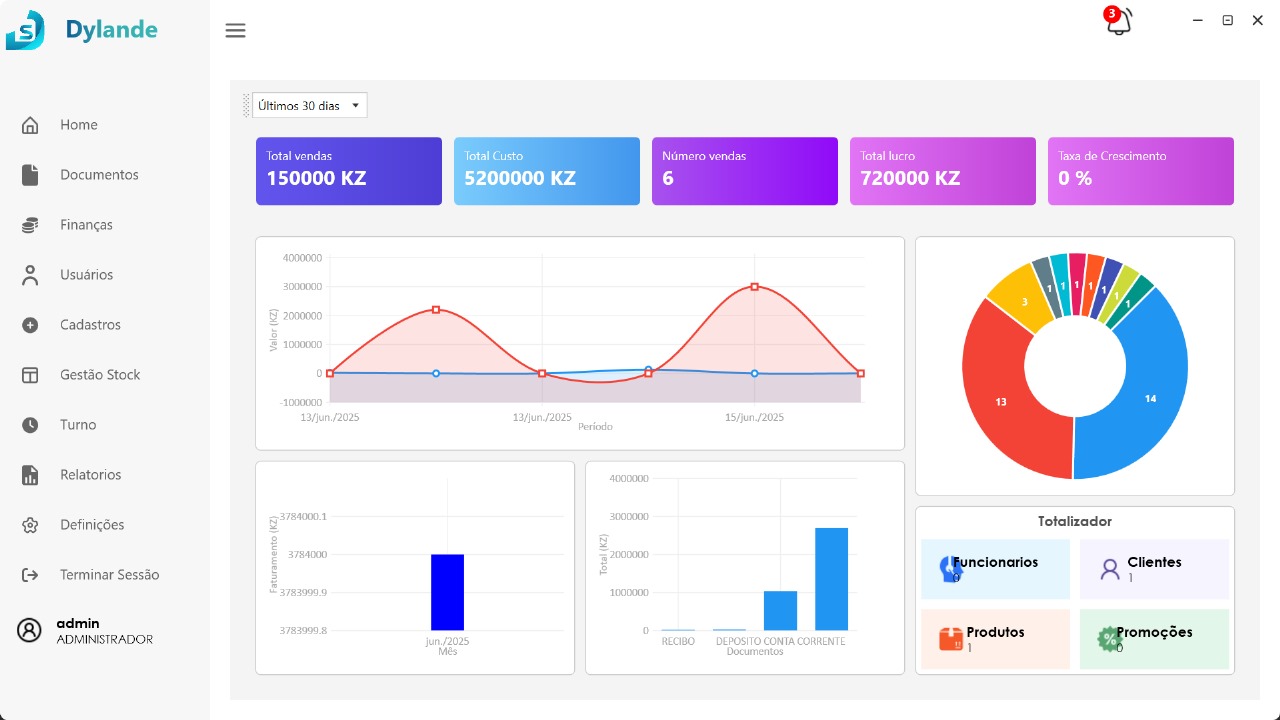 S
Dylande
3
Home
Documentos
Finanças
Usuários
Cadastros
Gestão Stock
Turno
Relatorios
Definições
Terminar Sessão
admin
ADMINISTRADOR
Últimos 30 dias
Total vendas
150000 KZ
Total Custo
5200000 KZ
Número vendas
6
Total lucro
720000 KZ
Taxa de Crescimento
0 %
Valor (KZ)
4000000
3000000
2000000
1000000
0
-1000000
13/jun./2025
13/jun./2025
15/jun./2025
Período
3
1
1
1
1
1
1
1
13
14
Faturamento (KZ)
3784000.1
3784000
3783999.9
3783999.8
jun./2025
Mês
Total (KZ)
4000000
3000000
2000000
1000000
0
RECIBO
DEPOSITO CONTA CORRENTE
Documentos
Totalizador
Funcionarios
0
Clientes
1
Produtos
1
Promoções
0